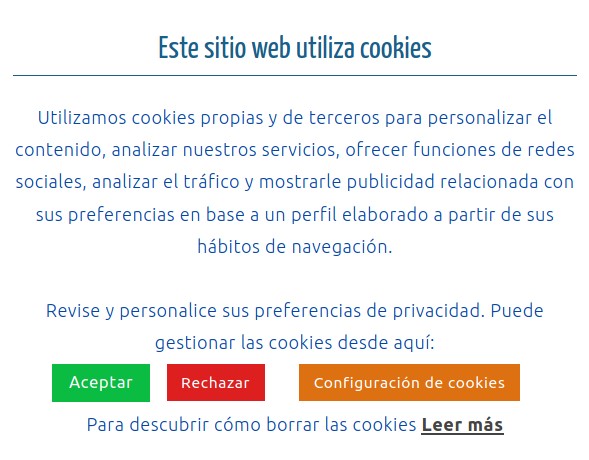 Este sitio web utiliza cookies
Utilizamos cookies propias y de terceros para personalizar el
contenido, analizar nuestros servicios, ofrecer funciones de redes
sociales, analizar el tráfico y mostrarle publicidad relacionada con
sus preferencias en base a un perfil elaborado a partir de sus
hábitos de navegación.
Revise y personalice sus preferencias de privacidad. Puede
gestionar las cookies desde aquí:
Aceptar Rechazar Configuración de cookies
Para descubrir cómo borrar las cookies Leer más